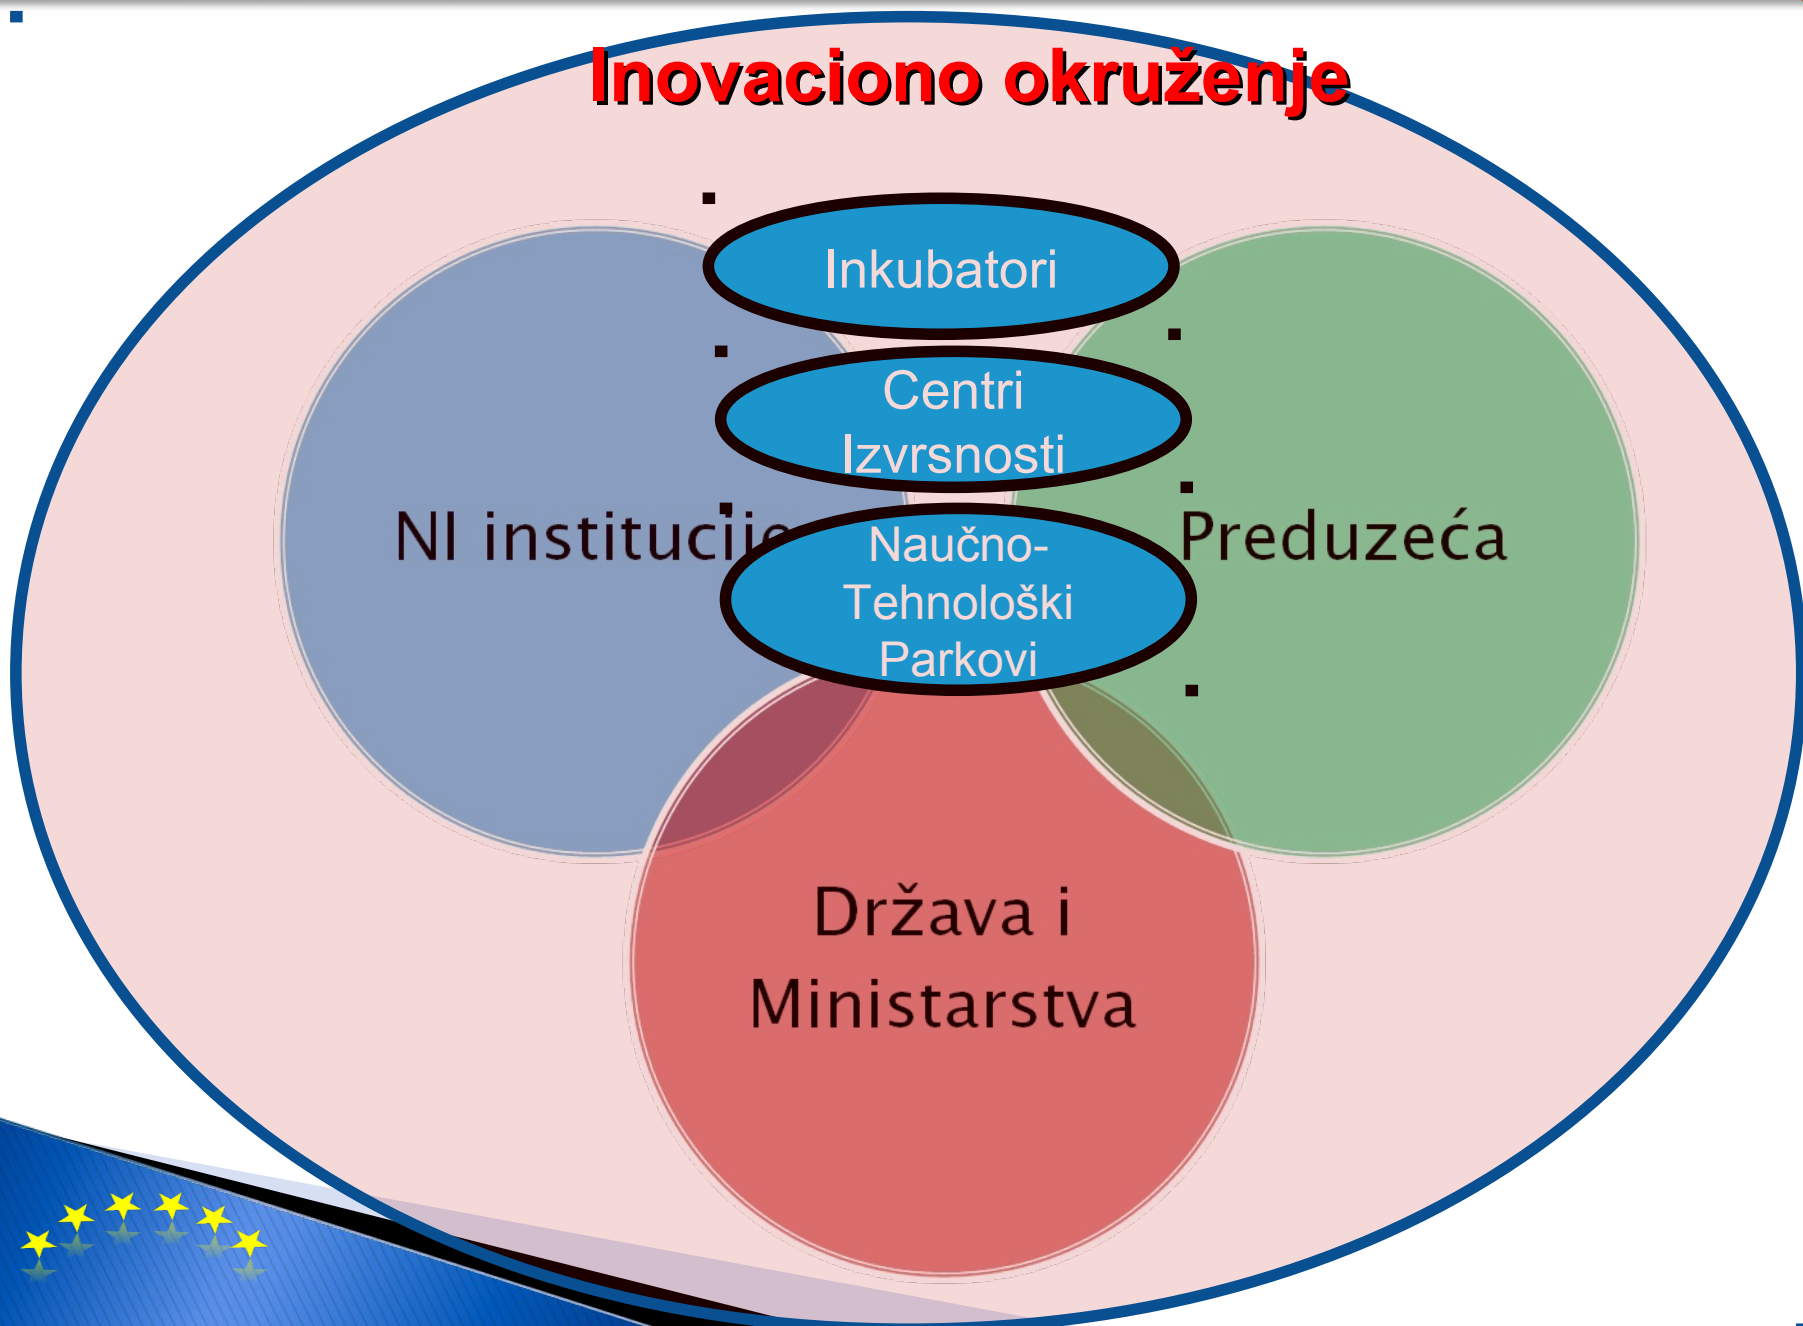 Inovaciono okruženje
Inkubatori
Centri
Izvrsnosti
NI institucije
Naučno-
Tehnološki
Parkovi
Preduzeća
Država i
Ministarstva